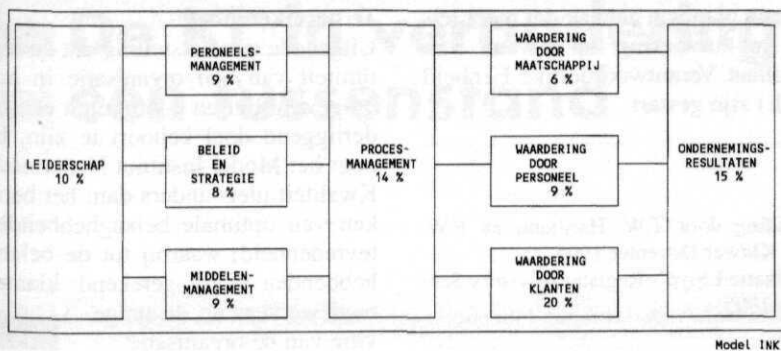 PERSONEELS-
MANAGEMENT
9 %
WAARDERING
DOOR
MAATSCHAPPIJ
6 %
LEIDERSCHAP
10 %
BELEID
EN
STRATEGIE
8 %
PROCES-
MANAGEMENT
14 %
WAARDERING
DOOR
PERSONEEL
9 %
ONDERNEMINGS-
RESULTATEN
15 %
MIDDELEN-
MANAGEMENT
9 %
WAARDERING
DOOR
KLANTEN
20 %
Model INK